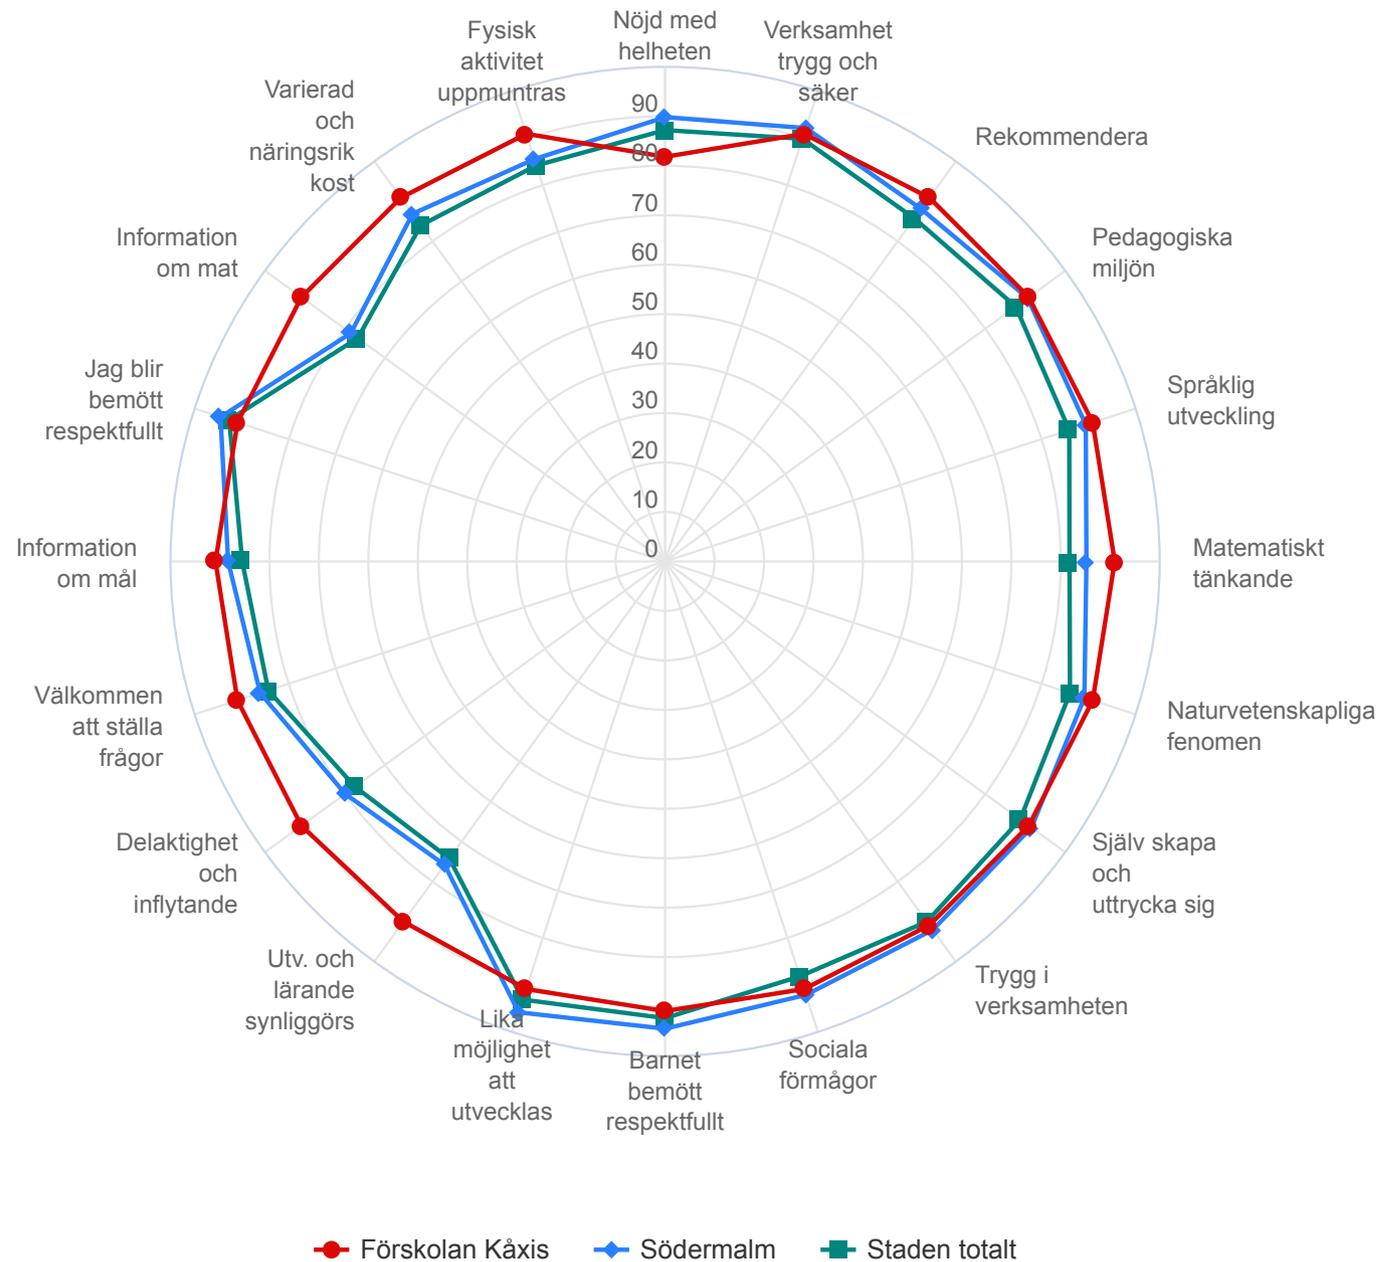 Nöjd med
helheten
Verksamhet
trygg och
säker
Rekommendera
Pedagogiska
miljön
Språklig
utveckling
Matematiskt
tänkande
Naturvetenskapliga
fenomen
Själv skapa
och
uttrycka sig
Trygg i
verksamheten
Sociala
förmågor
Barnet
bemött
respektfullt
Lika
möjlighet
att
utvecklas
Utv. och
lärande
synliggörs
Delaktighet
och
inflytande
Välkommen
att ställa
frågor
Information
om mål
Jag blir
bemött
respektfullt
Information
om mat
Varierad
och
näringsrik
kost
Fysisk
aktivitet
uppmuntras
90
80
70
60
50
40
30
20
10
0
Förskolan Kåxis
Södermalm
Staden totalt